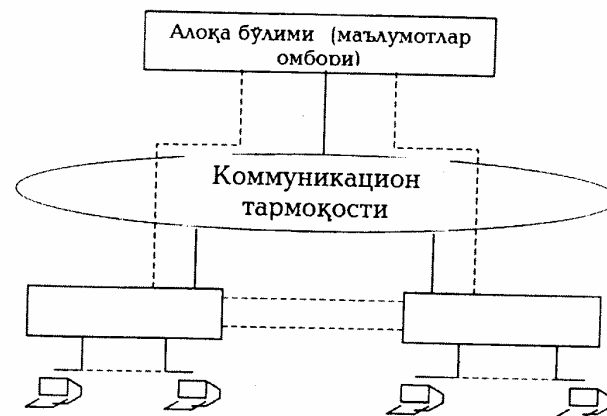 Алоқа бўлими (маълумотлар
омбори)
Коммуникацион
тармоқости